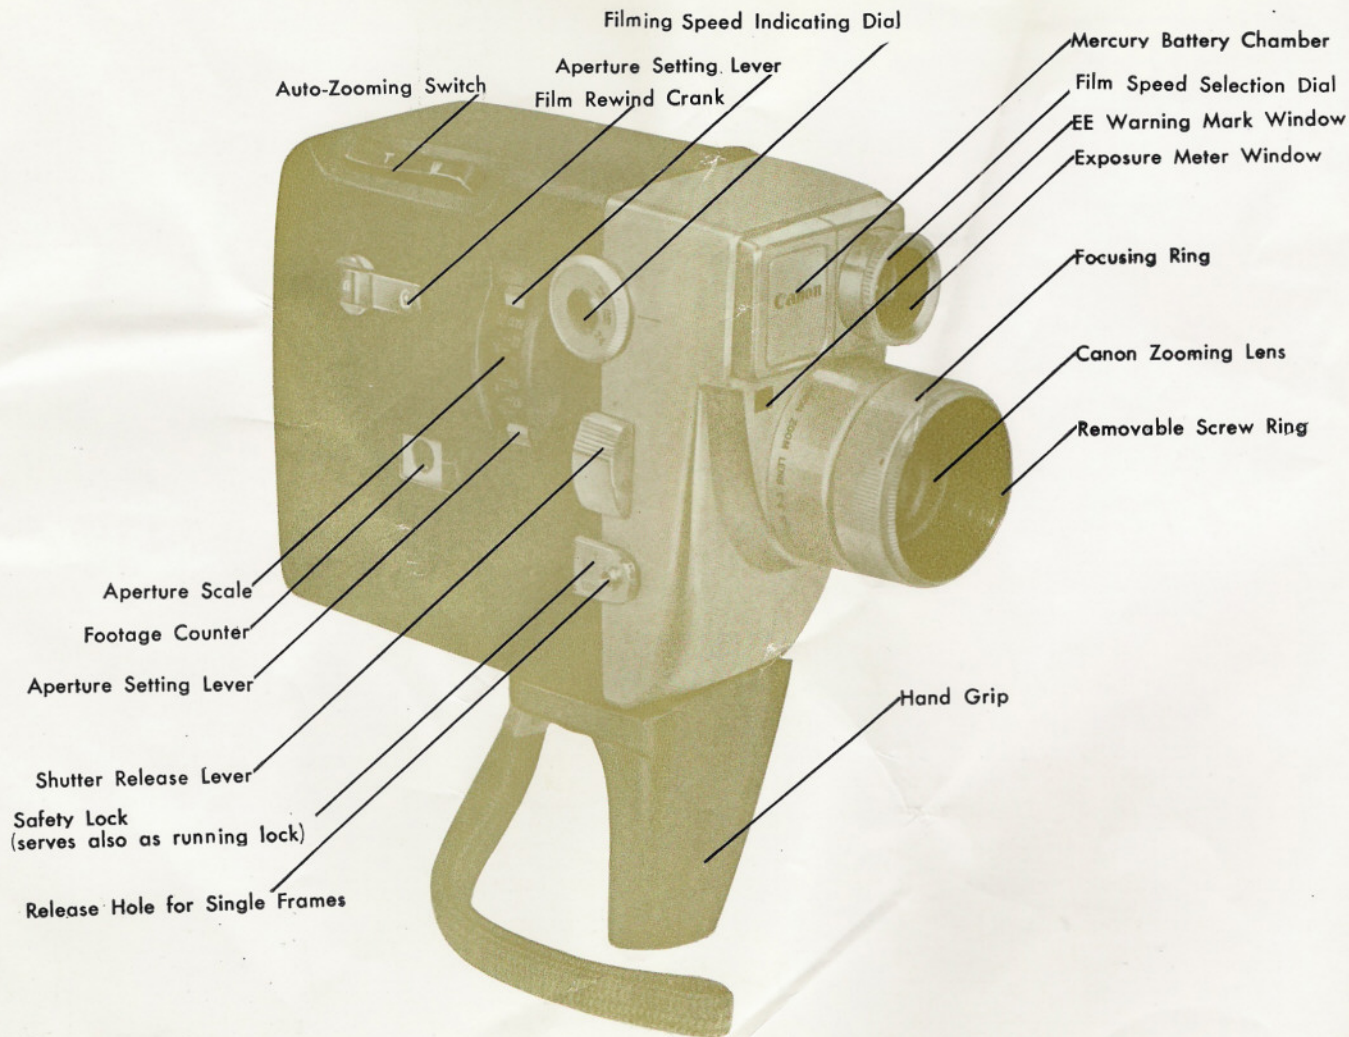 Filming Speed Indicating Dial
Aperture Setting Lever
Auto-Zooming Switch
Film Rewind Crank
Mercury Battery Chamber
Film Speed Selection Dial
EE Warning Mark Window
Exposure Meter Window
Focusing Ring
Canon Zooming Lens
Removable Screw Ring
Canon
ZOOM LENS
Aperture Scale
Footage Counter
Aperture Setting Lever
Hand Grip
Shutter Release Lever
Safety Lock
(serves also as running lock)
Release Hole for Single Frames